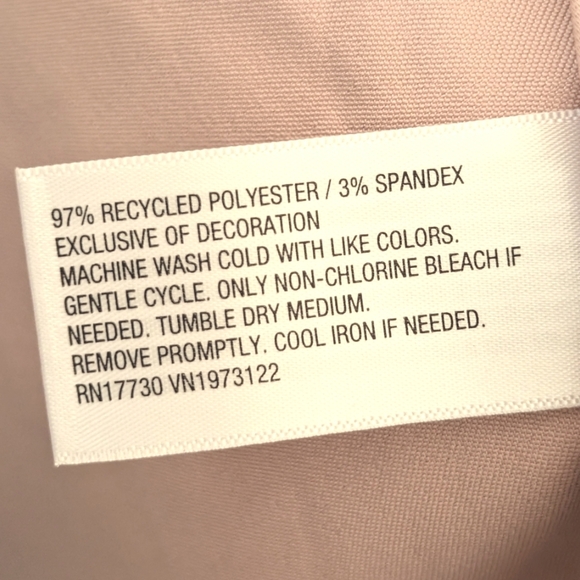 97% RECYCLED POLYESTER / 3% SPANDEX
EXCLUSIVE OF DECORATION
MACHINE WASH COLD WITH LIKE COLORS.
GENTLE CYCLE. ONLY NON-CHLORINE BLEACH IF
NEEDED. TUMBLE DRY MEDIUM.
REMOVE PROMPTLY. COOL IRON IF NEEDED.
RN17730 VN1973122